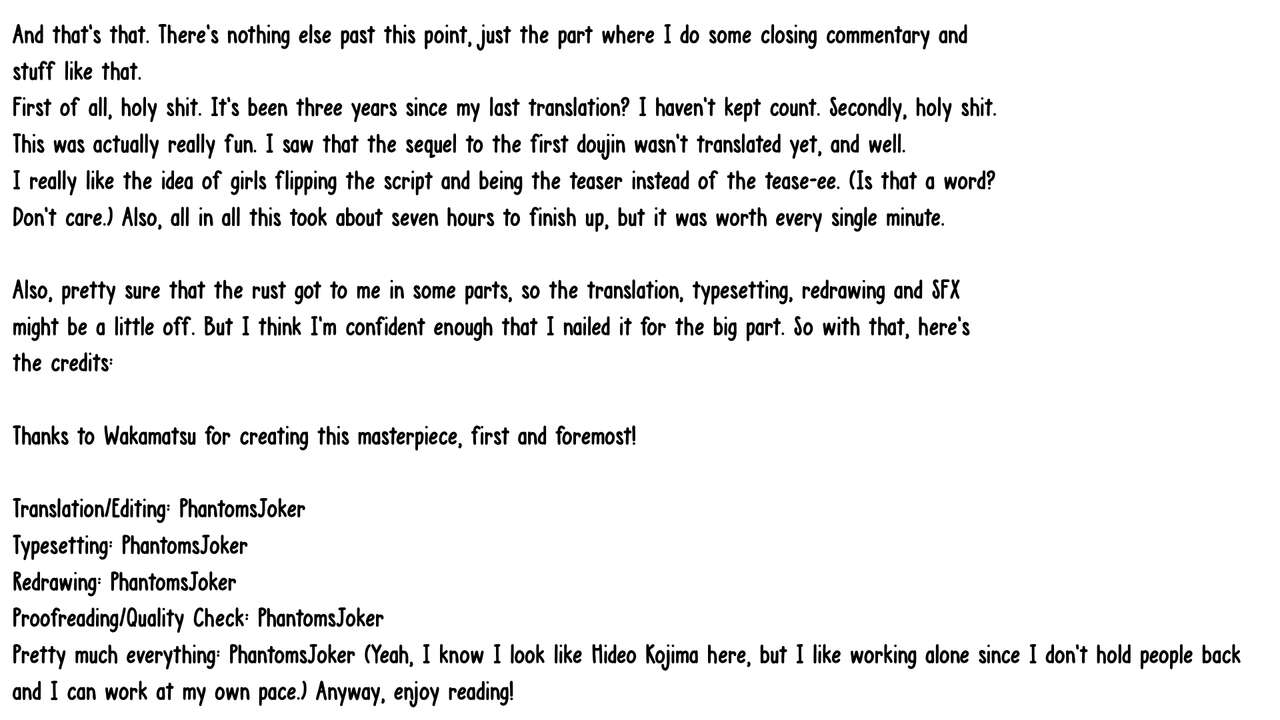 And that's that. There's nothing else past this point, just the part where I do some closing commentary and
stuff like that.
First of all, holy shit. It's been three years since my last translation? I haven't kept count. Secondly, holy shit.
This was actually really fun. I saw that the sequel to the first doujin wasn't translated yet, and well.
I really like the idea of girls flipping the script and being the teaser instead of the tease-ee. (Is that a word?
Don't care.) Also, all in all this took about seven hours to finish up, but it was worth every single minute.

Also, pretty sure that the rust got to me in some parts, so the translation, typesetting, redrawing and SFX
might be a little off. But I think I'm confident enough that I nailed it for the big part. So with that, here's
the credits:

Thanks to Wakamatsu for creating this masterpiece, first and foremost!

Translation/Editing: PhantomsJoker
Typesetting: PhantomsJoker
Redrawing: PhantomsJoker
Proofreading/Quality Check: PhantomsJoker
Pretty much everything: PhantomsJoker (Yeah, I know I look like Hideo Kojima here, but I like working alone since I don't hold people back
and I can work at my own pace.) Anyway, enjoy reading!